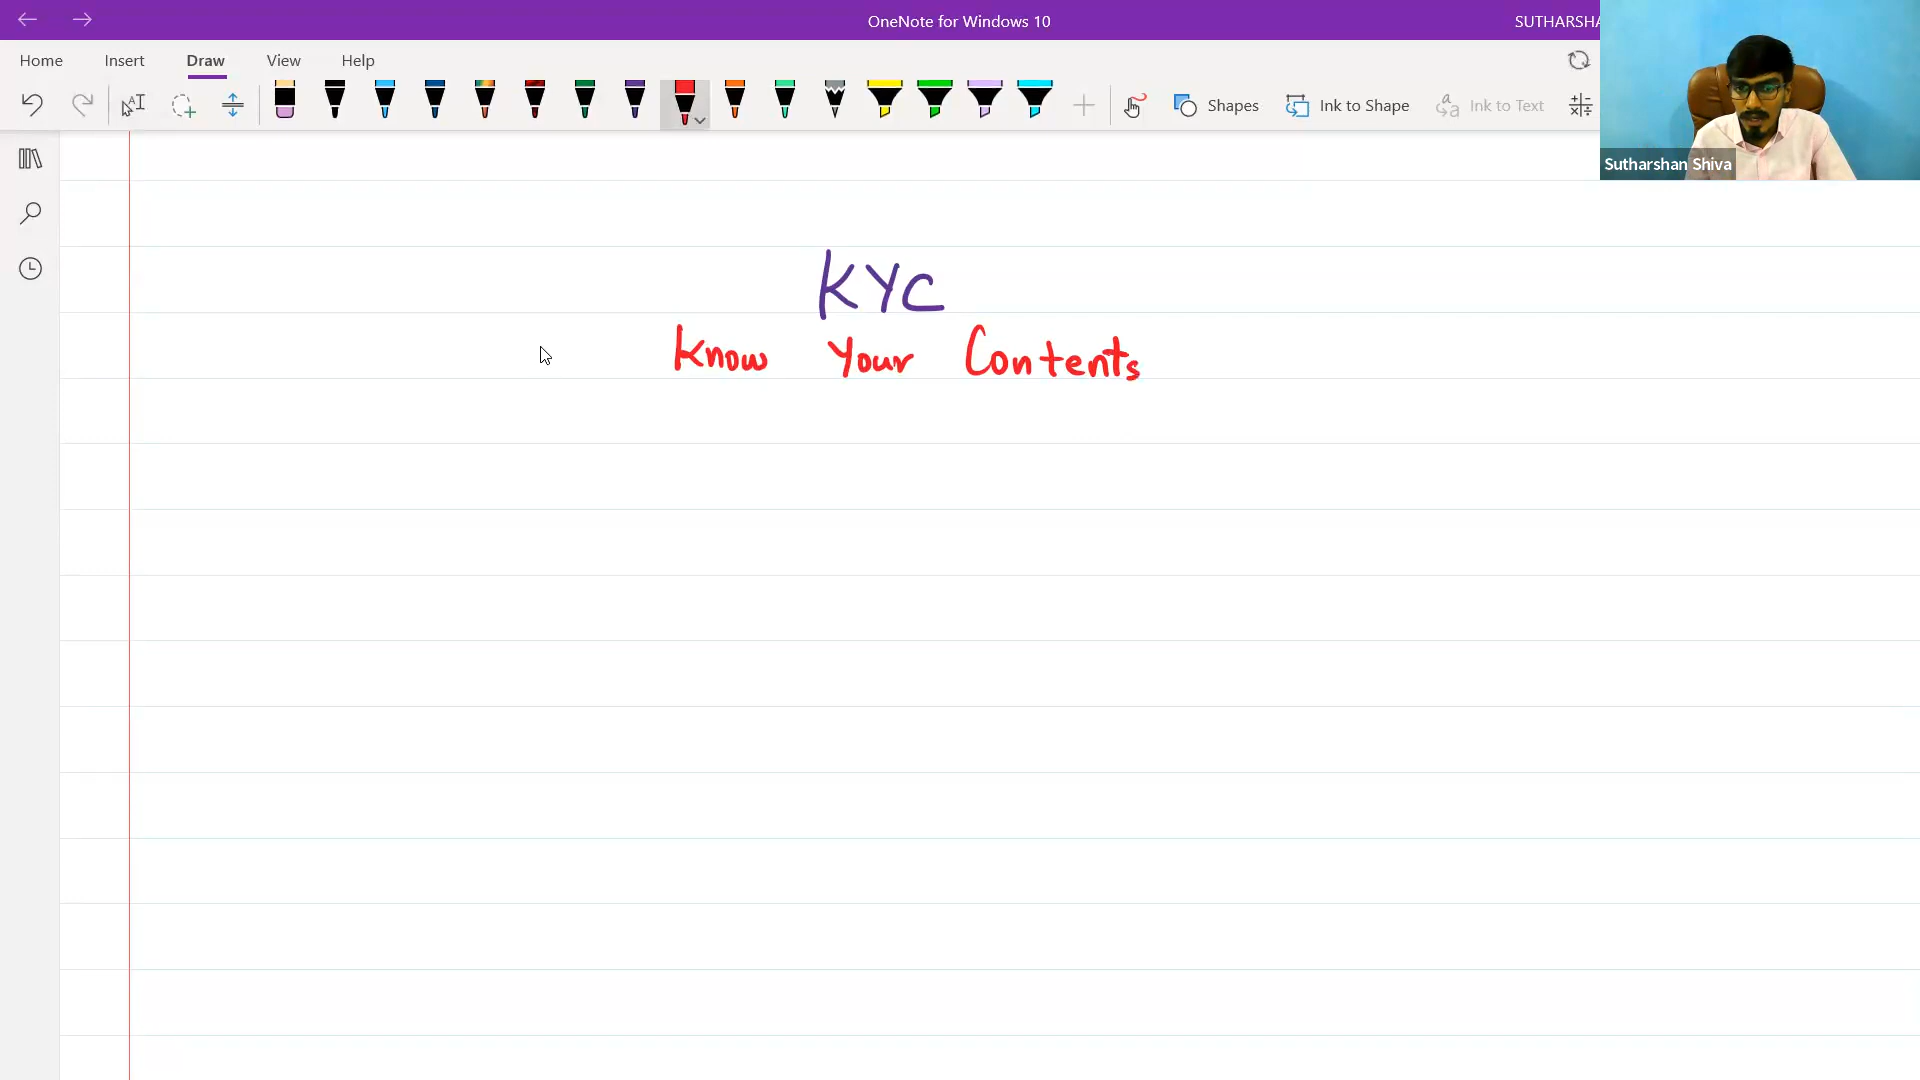 OneNote for Windows 10
SUTHARSHA
Home Insert Draw View Help
Shapes Ink to Shape Ink to Text
Sutharshan Shiva
KYC
Know Your Contents